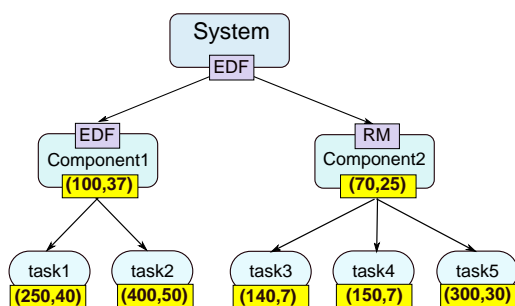 System
EDF
EDF
RM
Component1
Component2
(100,37)
(70,25)
task1
task2
task3
task4
task5
(250,40)
(400,50)
(140,7)
(150,7)
(300,30)